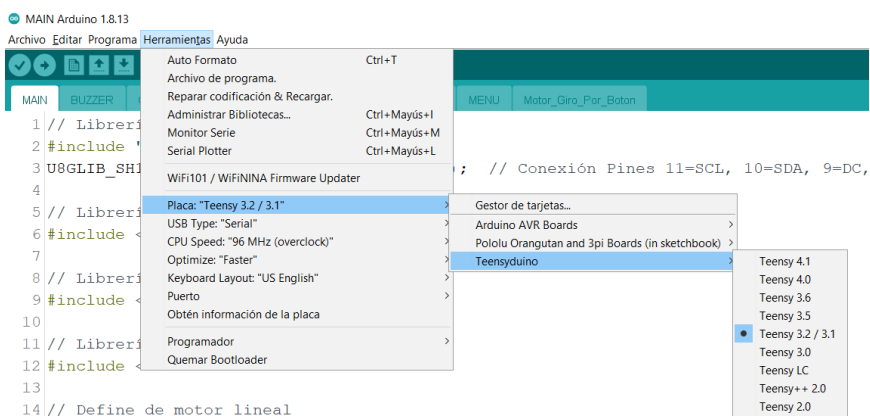 MAIN Arduino 1.8.13
Archivo Editar Programa Herramientas Ayuda
MAIN BUZZER MENU Motor_Giro_Por_Boton
Auto Formato Ctrl+T
Archivo de programa.
Reparar codificación & Recargar.
Administrar Bibliotecas... Ctrl+Mayús+I
Monitor Serie Ctrl+Mayús+M
Serial Plotter Ctrl+Mayús+L
WiFi101 / WiFiNINA Firmware Updater
Placa: "Teensy 3.2 / 3.1"
USB Type: "Serial"
CPU Speed: "96 MHz (overclock)"
Optimize: "Faster"
Keyboard Layout: "US English"
Puerto
Obtén información de la placa
Programador
Quemar Bootloader
Gestor de tarjetas...
Arduino AVR Boards
Pololu Orangutan and 3pi Boards (in sketchbook)
Teensyduino
Teensy 4.1
Teensy 4.0
Teensy 3.6
Teensy 3.5
Teensy 3.2 / 3.1
Teensy 3.0
Teensy LC
Teensy++ 2.0
Teensy 2.0
1 // Librerí
2 #include "
3 U8GLIB_SH1 ); // Conexión Pines 11=SCL, 10=SDA, 9=DC,
4
5 // Librerí
6 #include <
7
8 // Librerí
9 #include <
10
11 // Librerí
12 #include <
13
14 // Define de motor lineal